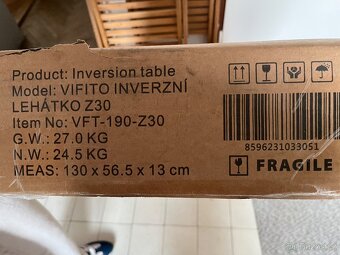 Product: Inversion table
Model: VIFITO INVERZNÍ
LEHÁTKO Z30
Item No: VFT-190-Z30
G.W.: 27.0 KG
N.W.: 24.5 KG
MEAS: 130 x 56.5 x 13 cm
8596231033051
FRAGILE